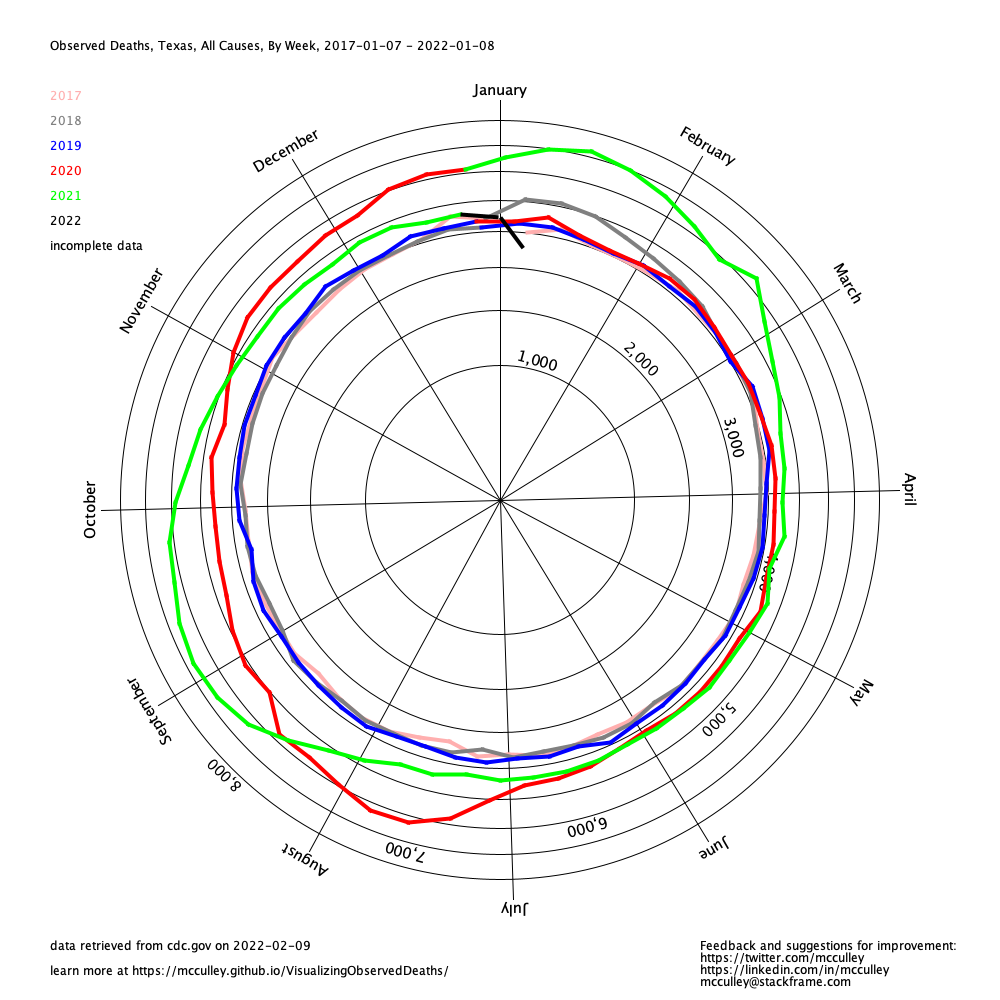 Observed Deaths, Texas, All Causes, By Week, 2017-01-07 - 2022-01-08
2017
2018
2019
2020
2021
2022
incomplete data
January
February
March
April
May
June
July
August
September
October
November
December
1,000
2,000
3,000
4,000
5,000
6,000
7,000
8,000
data retrieved from cdc.gov on 2022-02-09
learn more at https://mcculley.github.io/VisualizingObservedDeaths/
Feedback and suggestions for improvement:
https://twitter.com/mcculley
https://linkedin.com/in/mcculley
mcculley@stackframe.com